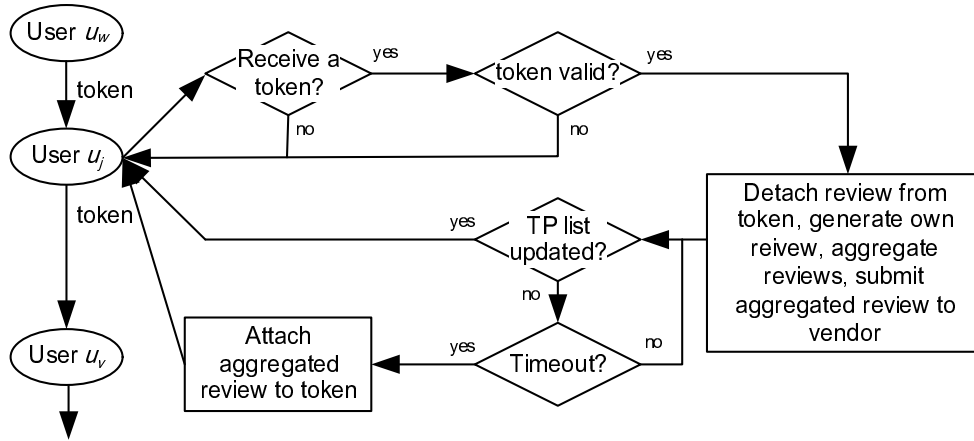 User u_w
token
User u_j
token
User u_v
Receive a
token?
yes
no
token valid?
yes
no
Detach review from
token, generate own
reivew, aggregate
reviews, submit
aggregated review to
vendor
TP list
updated?
yes
no
Timeout?
no
yes
Attach
aggregated
review to token